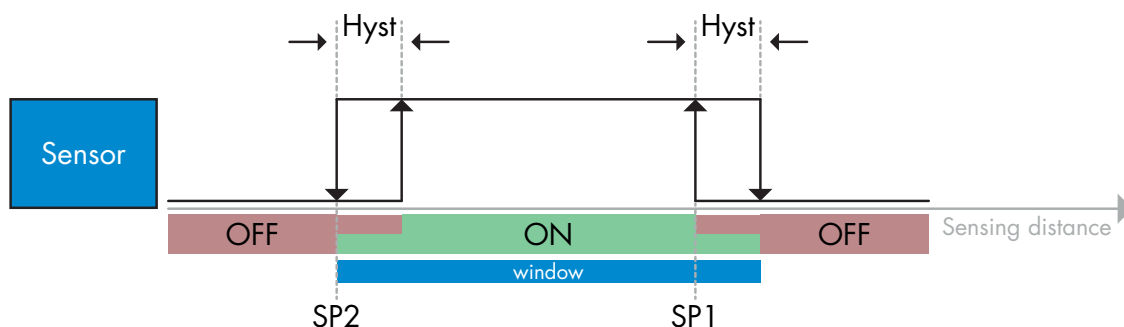 Hyst
Hyst
Sensor
OFF
ON
OFF
Sensing distance
window
SP2
SP1